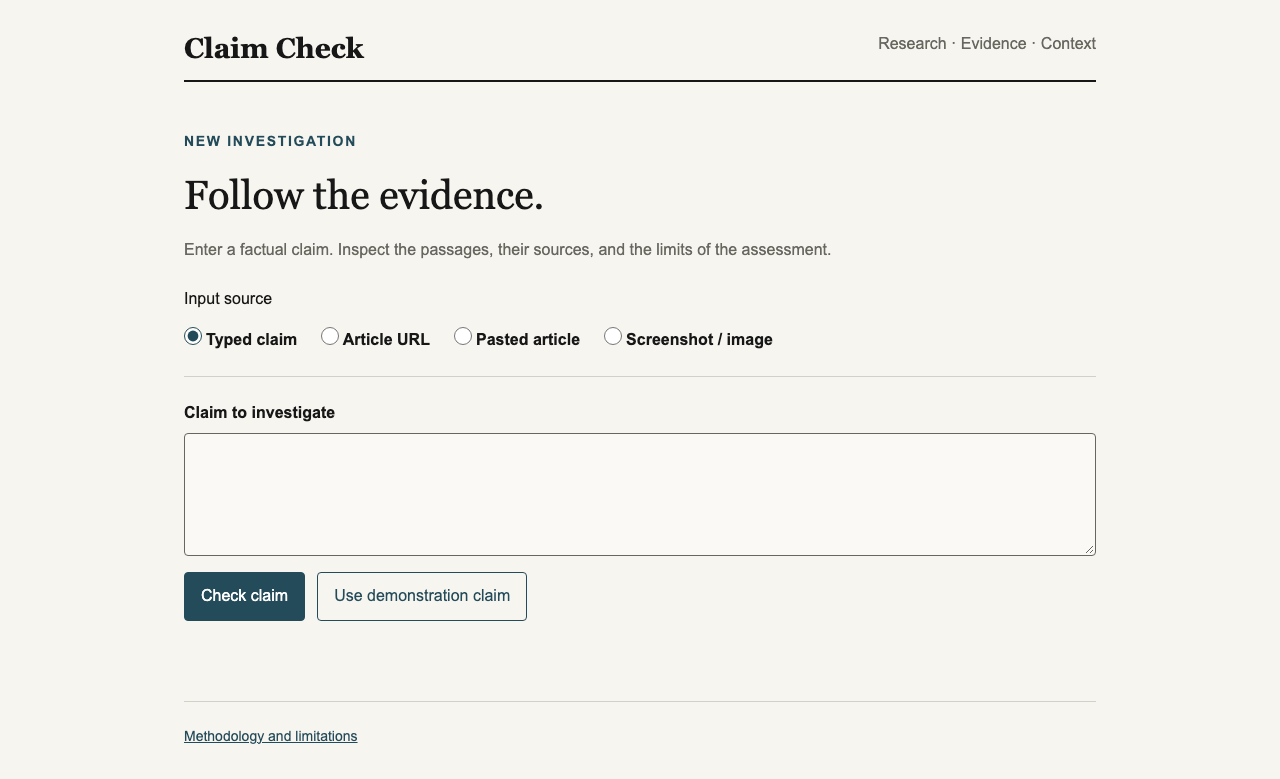 Claim Check
Research · Evidence · Context
NEW INVESTIGATION
Follow the evidence.
Enter a factual claim. Inspect the passages, their sources, and the limits of the assessment.
Input source
Typed claim
Article URL
Pasted article
Screenshot / image
Claim to investigate
Check claim
Use demonstration claim
Methodology and limitations